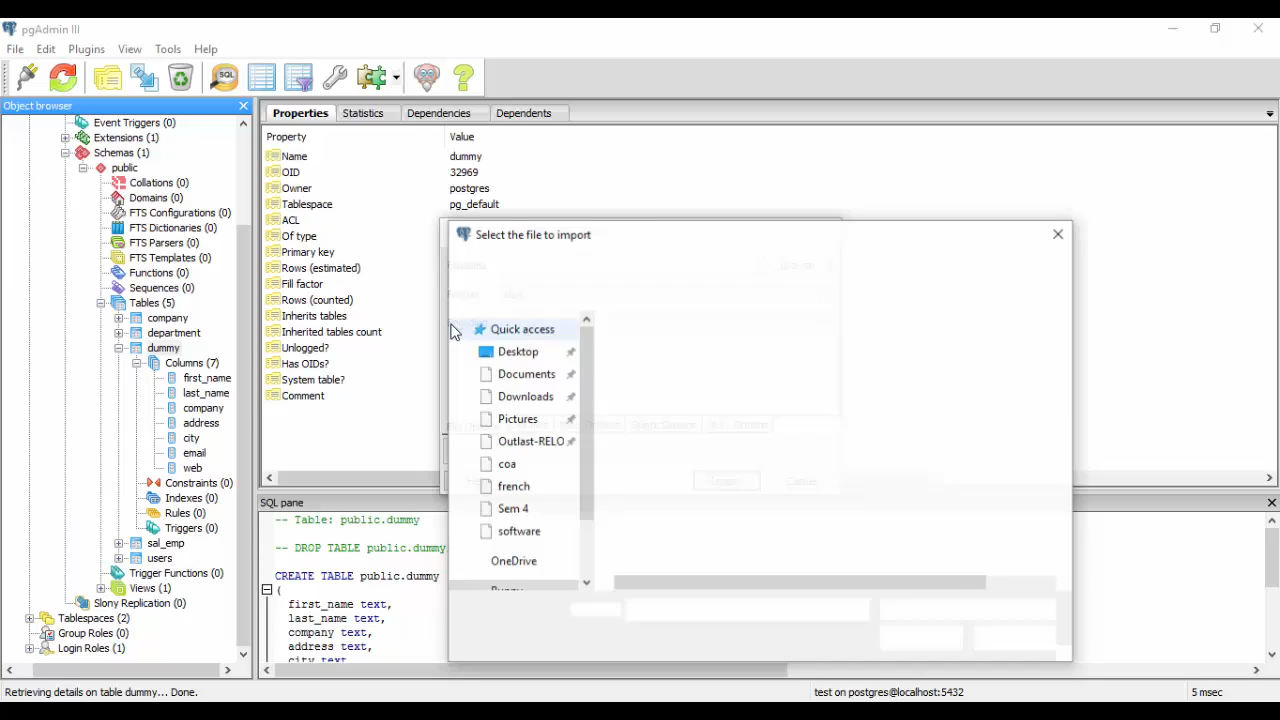 pgAdmin III
File Edit Plugins View Tools Help
SQL
Object browser
Event Triggers (0)
Extensions (1)
Schemas (1)
public
Collations (0)
Domains (0)
FTS Configurations (0)
FTS Dictionaries (0)
FTS Parsers (0)
FTS Templates (0)
Functions (0)
Sequences (0)
Tables (5)
company
department
dummy
Columns (7)
first_name
last_name
company
address
city
email
web
Constraints (0)
Indexes (0)
Rules (0)
Triggers (0)
sal_emp
users
Trigger Functions (0)
Views (1)
Slony Replication (0)
Tablespaces (2)
Group Roles (0)
Login Roles (1)
Properties Statistics Dependencies Dependents
Property Value
Name dummy
OID 32969
Owner postgres
Tablespace pg_default
ACL
Of type
Primary key
Rows (estimated)
Fill factor
Rows (counted)
Inherits tables
Inherited tables count
Unlogged?
Has OIDs?
System table?
Comment
Select the file to import
Quick access
Desktop
Documents
Downloads
Pictures
Outlast-RELO
coa
french
Sem 4
software
OneDrive
SQL pane
-- Table: public.dummy
-- DROP TABLE public.dummy
CREATE TABLE public.dummy
(
first_name text,
last_name text,
company text,
address text,
city text
Retrieving details on table dummy... Done. test on postgres@localhost:5432 5 msec